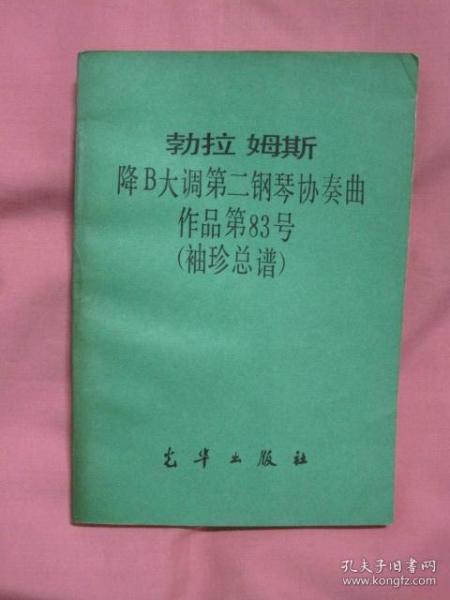 勃拉姆斯
降B大调第二钢琴协奏曲
作品第83号
(袖珍总谱)
光华出版社
孔夫子旧书网
www.kongfz.com